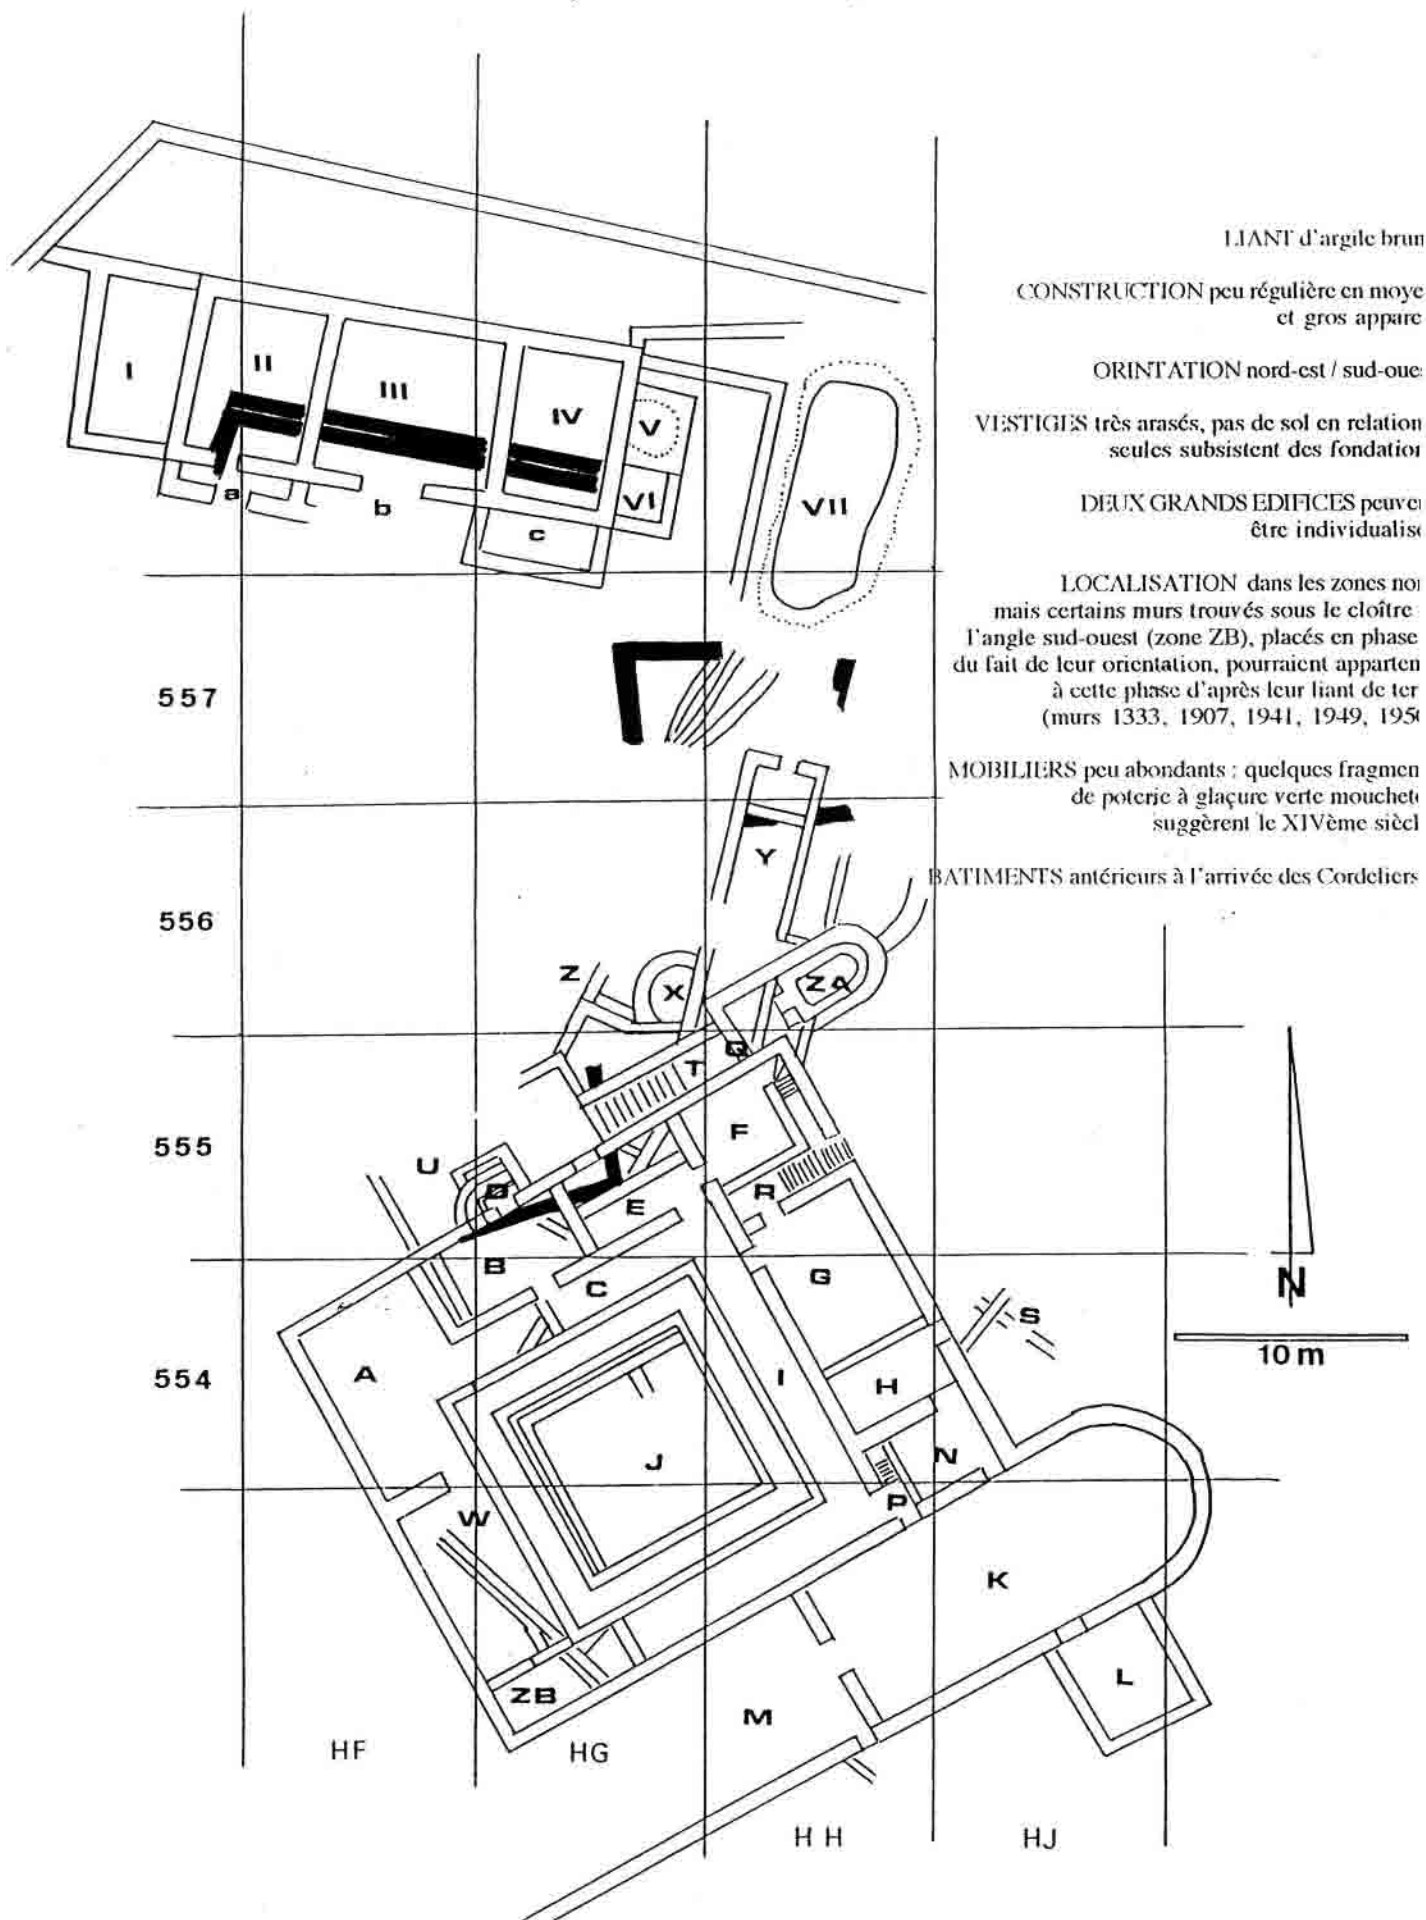 LIANT d'argile brun
CONSTRUCTION peu régulière en moye
et gros appare
ORINTATION nord-est / sud-oue
VESTIGES très arasés, pas de sol en relation
seules subsistent des fondation
DEUX GRANDS EDIFICES peuve
être individualisé
LOCALISATION dans les zones no
mais certains murs trouvés sous le cloître
l'angle sud-ouest (zone ZB), placés en phase
du fait de leur orientation, pourraient apparten
à cette phase d'après leur liant de ter
(murs 1333, 1907, 1941, 1949, 195
MOBILIERS peu abondants : quelques fragmen
de poterie à glaçure verte mouchet
suggèrent le XIVème siècl
BATIMENTS antérieurs à l'arrivée des Cordeliers
I
II
III
IV
V
VI
VII
a
b
c
557
Y
556
Z
X
ZA
Q
T
555
F
U
R
E
B
C
G
N
S
10 m
554
A
I
H
J
N
P
W
K
L
ZB
M
HF
HG
HH
HJ